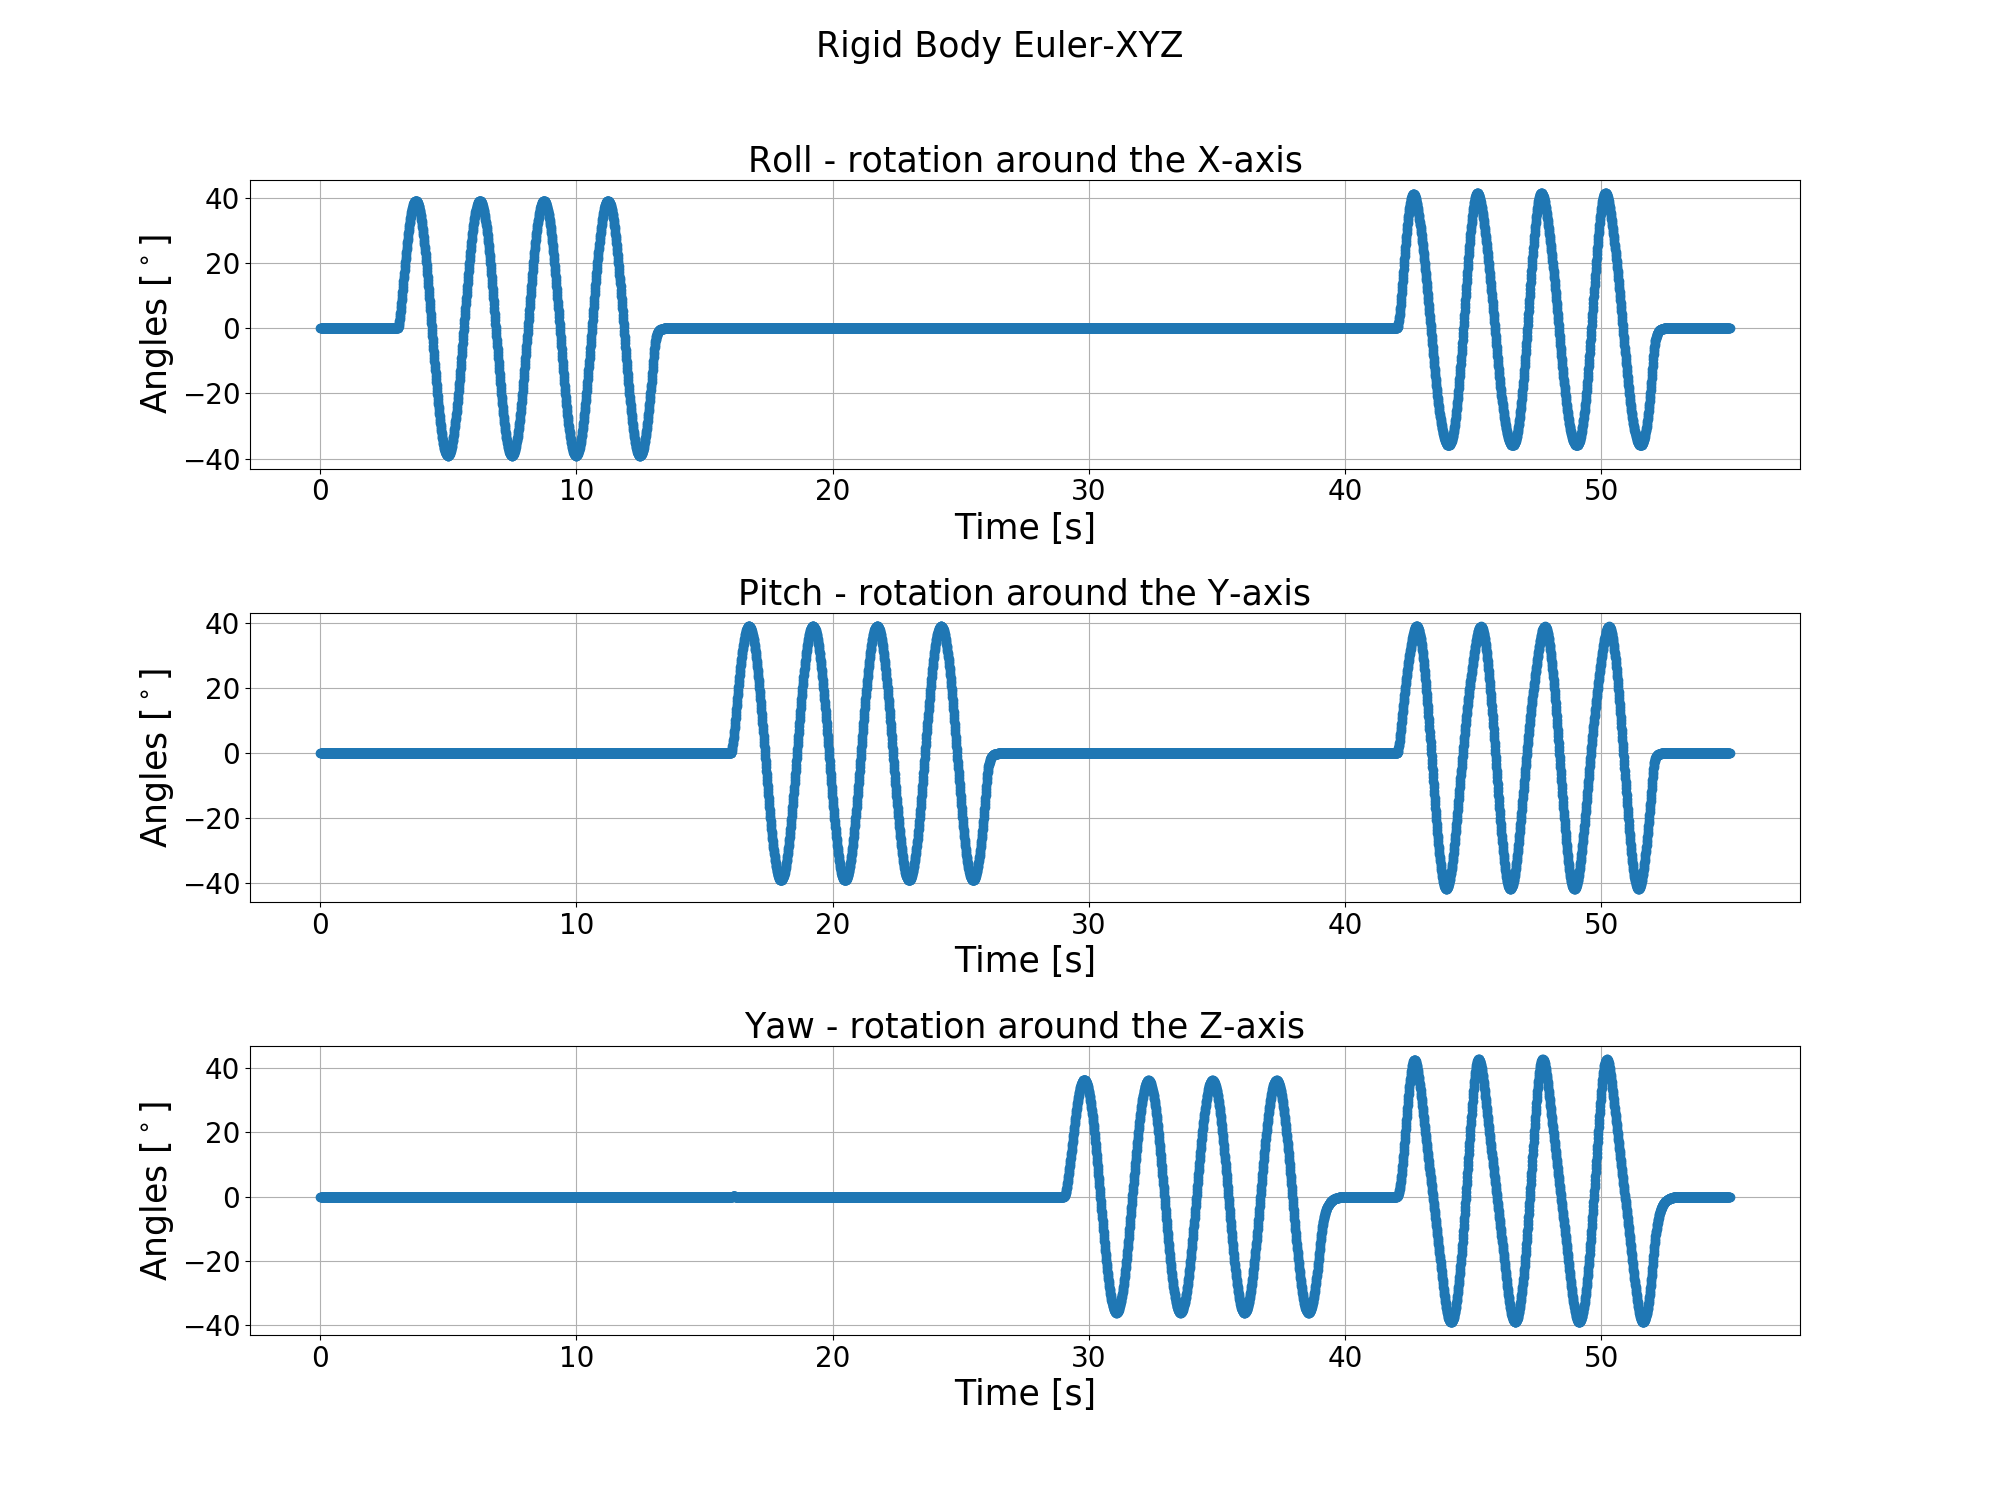 Rigid Body Euler-XYZ
Roll - rotation around the X-axis
Angles [°]
40
20
0
−20
−40
0 10 20 30 40 50
Time [s]
Pitch - rotation around the Y-axis
Angles [°]
40
20
0
−20
−40
0 10 20 30 40 50
Time [s]
Yaw - rotation around the Z-axis
Angles [°]
40
20
0
−20
−40
0 10 20 30 40 50
Time [s]